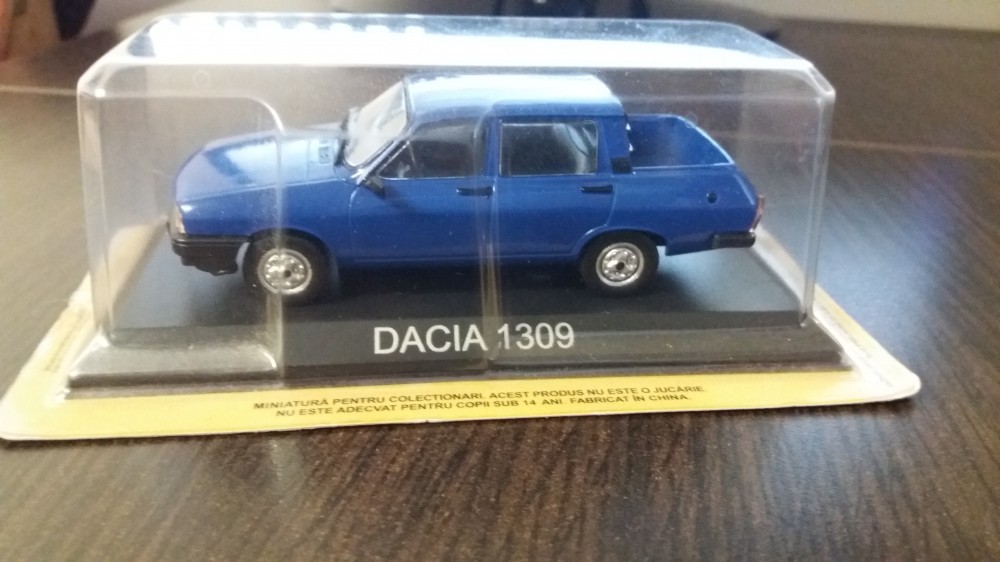 DACIA 1309
MINIATURĂ PENTRU COLECTIONARI. ACEST PRODUS NU ESTE O JUCĂRIE.
NU ESTE ADECVAT PENTRU COPII SUB 14 ANI. FABRICAT ÎN CHINA.